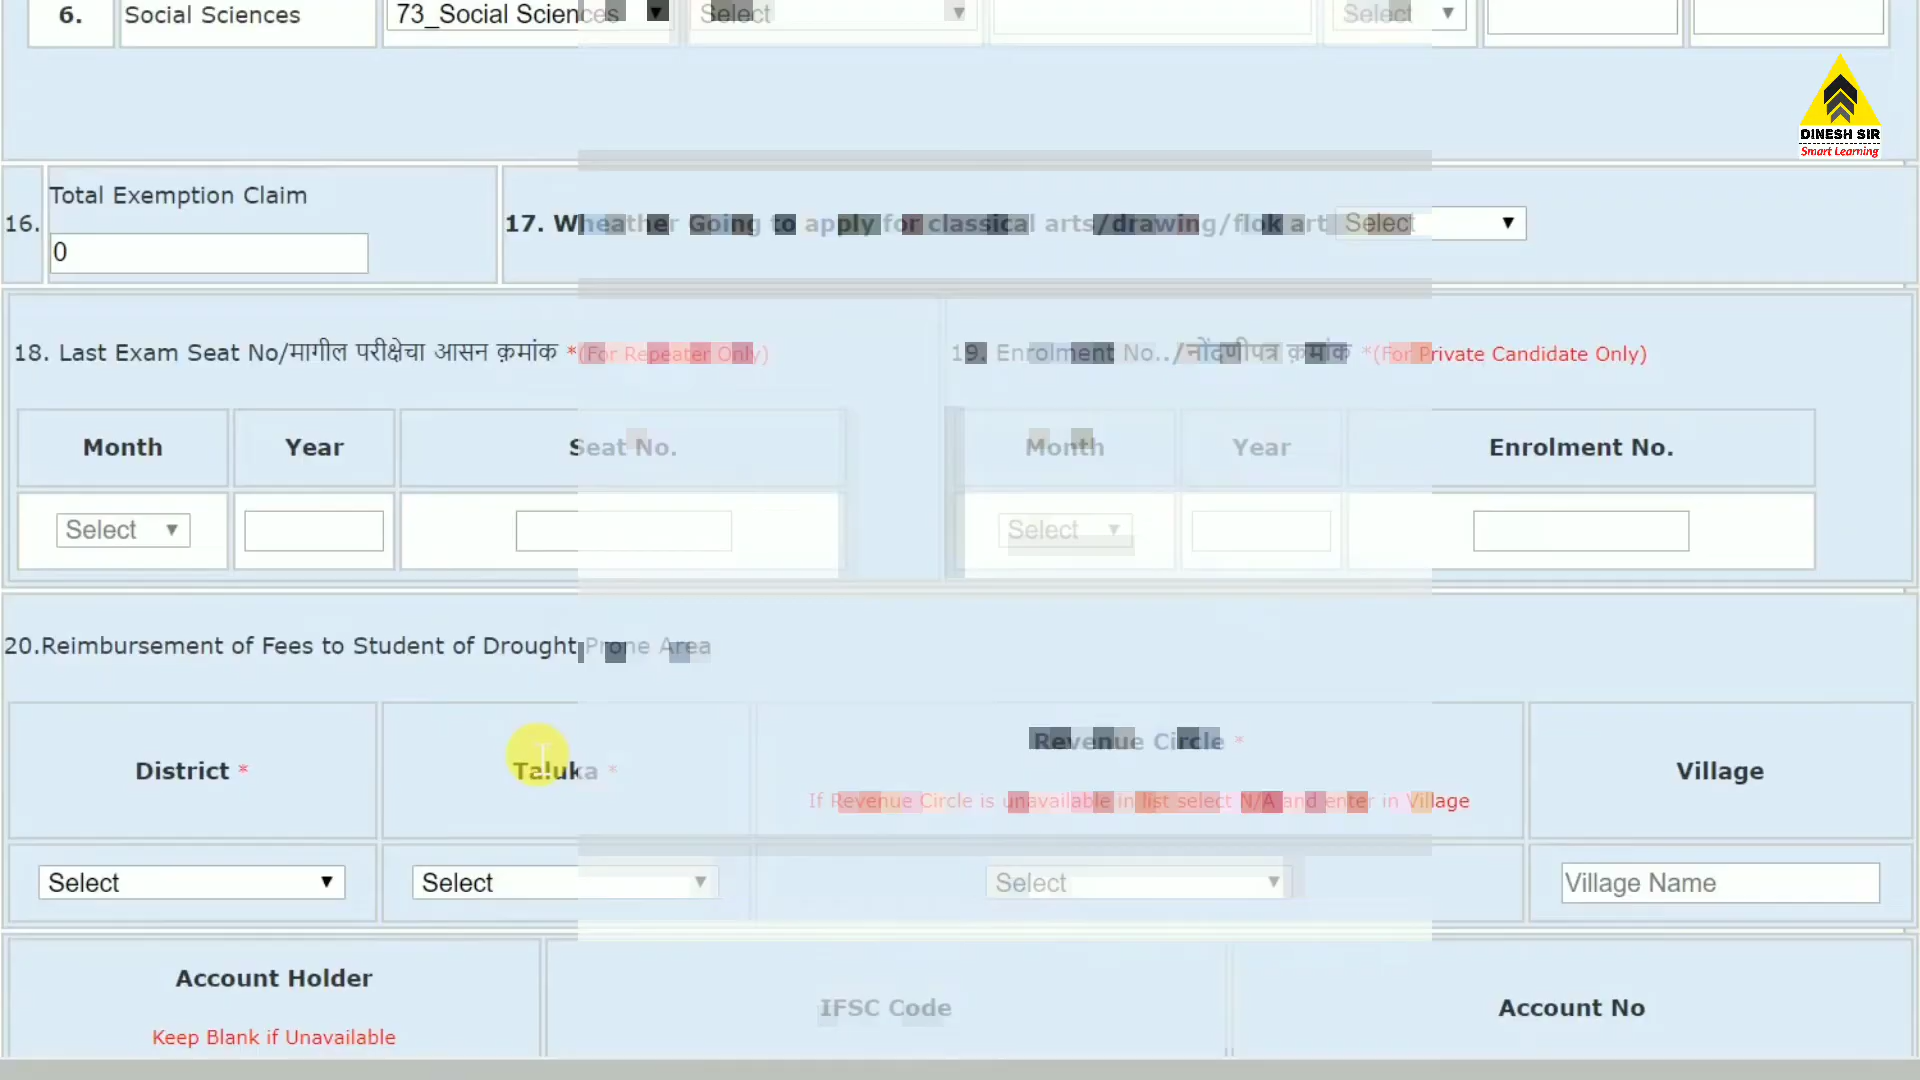 6. Social Sciences 73_Social Sciences Select Select
DINESH SIR
Smart Learning
Total Exemption Claim
16. 17. Wheather Going to apply for classical arts/drawing/flok art Select
0
18. Last Exam Seat No/मागील परीक्षेचा आसन क्रमांक *(For Repeater Only) 19. Enrolment No../नोंदणीपत्र क्रमांक *(For Private Candidate Only)
Month Year Seat No. Month Year Enrolment No.
Select Select
20.Reimbursement of Fees to Student of Drought Prone Area
Revenue Circle *
District * Taluka * Village
If Revenue Circle is unavailable in list select N/A and enter in Village
Select Select Select Village Name
Account Holder
IFSC Code Account No
Keep Blank if Unavailable